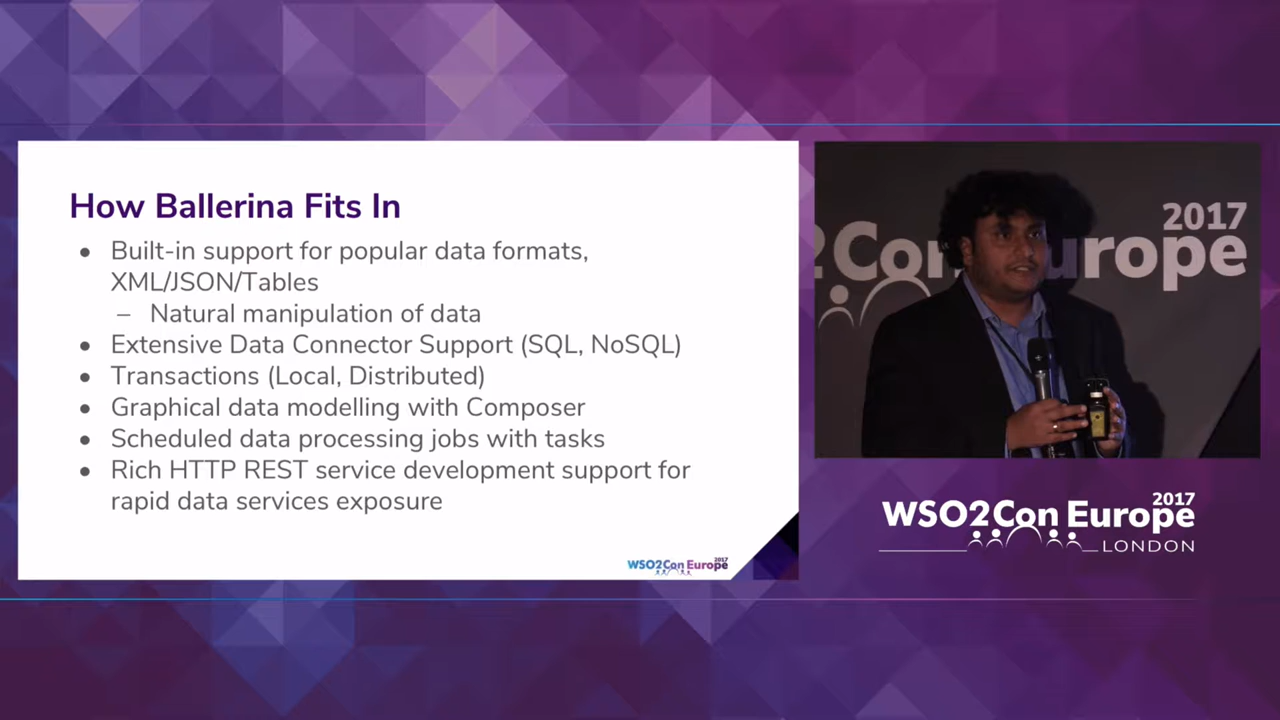 How Ballerina Fits In
● Built-in support for popular data formats,
XML/JSON/Tables
– Natural manipulation of data
● Extensive Data Connector Support (SQL, NoSQL)
● Transactions (Local, Distributed)
● Graphical data modelling with Composer
● Scheduled data processing jobs with tasks
● Rich HTTP REST service development support for
rapid data services exposure
WSO2Con Europe 2017
2017
2Con Europe
2017
WSO2Con Europe
LONDON